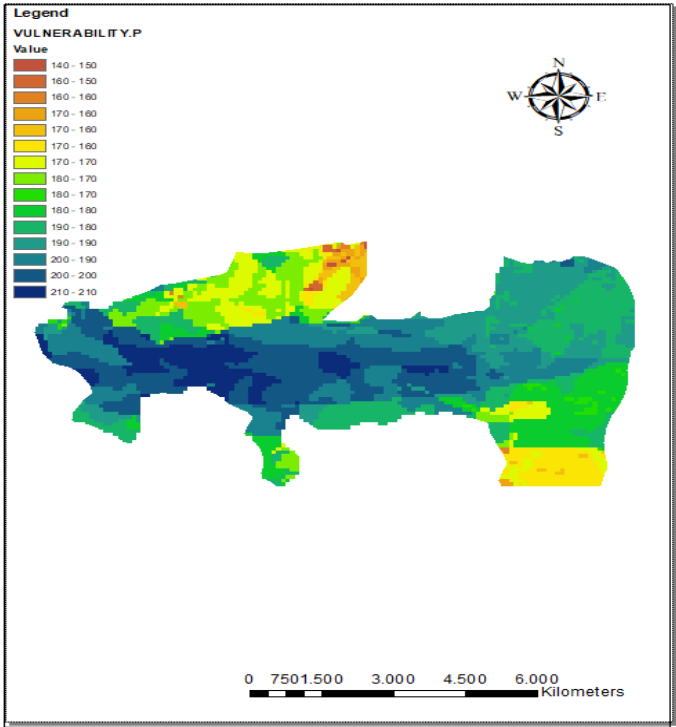 Legend
VULNERABILITY.P
Value
140 - 150
160 - 150
160 - 160
170 - 160
170 - 160
170 - 160
170 - 170
180 - 170
180 - 170
180 - 180
190 - 180
190 - 190
200 - 190
200 - 200
210 - 210
N
W E
S
0 7501.500 3.000 4.500 6.000
Kilometers